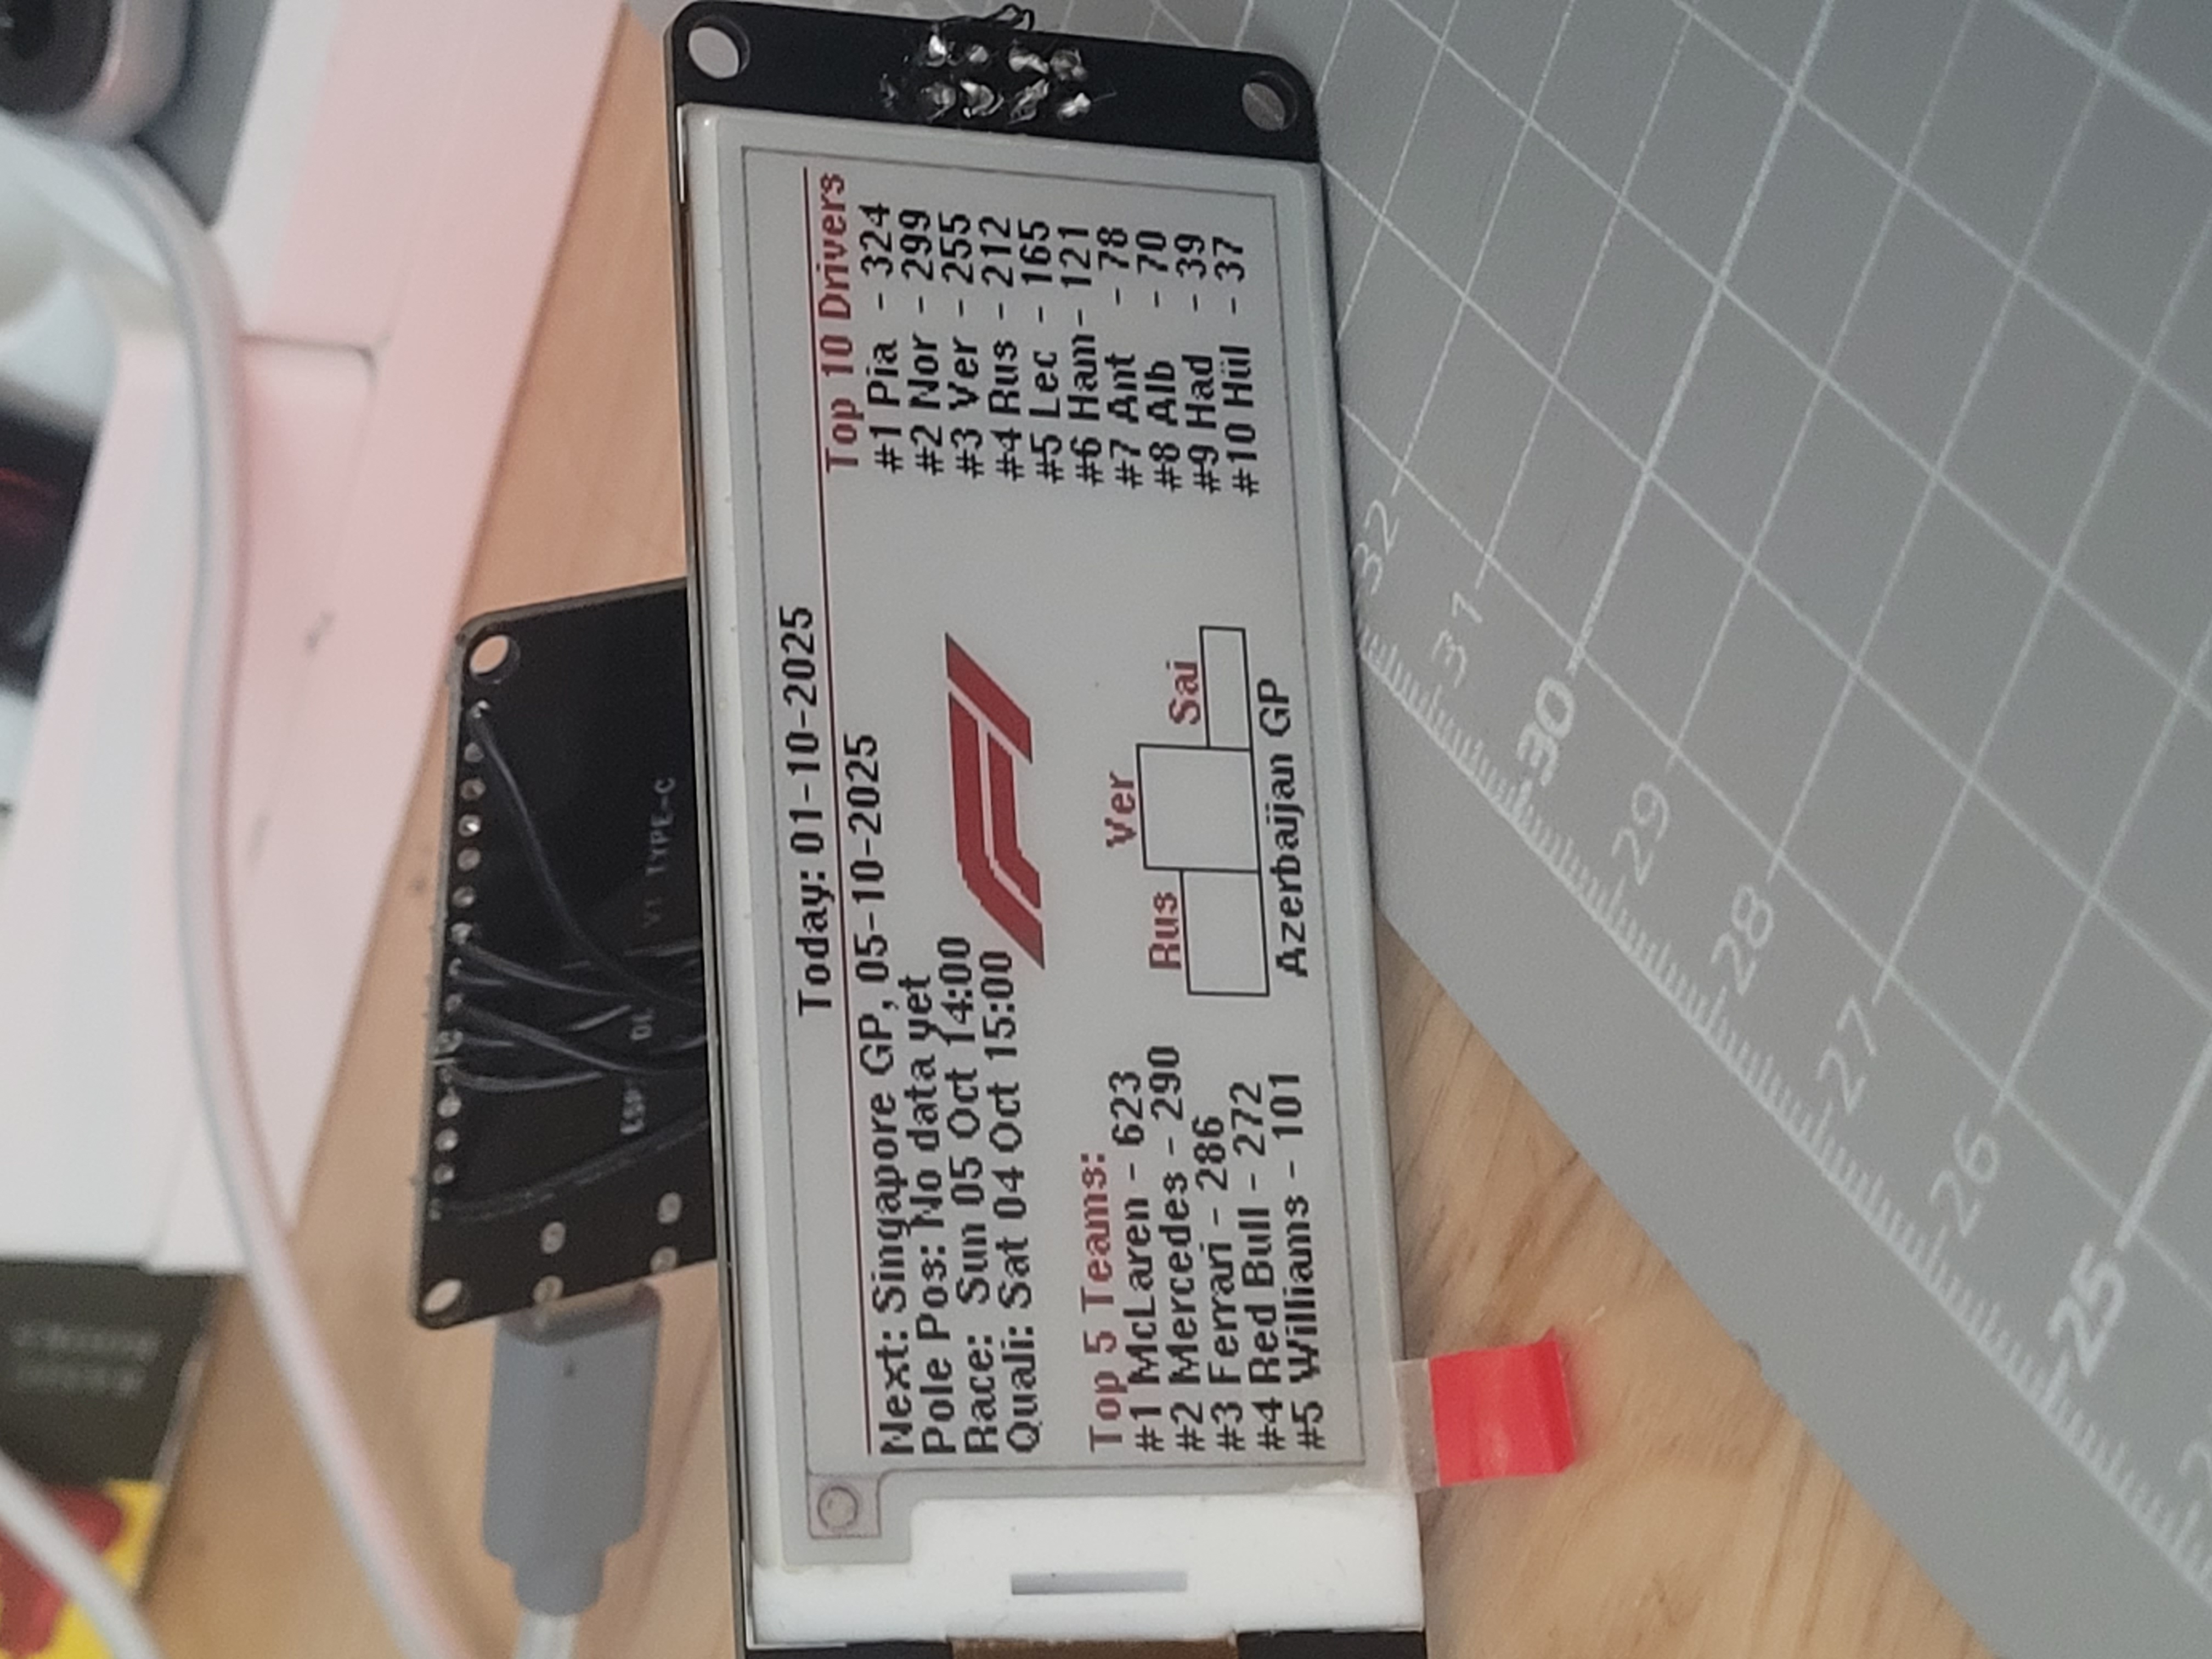 TYPE-C
Today: 01-10-2025
Next: Singapore GP, 05-10-2025
Pole Pos: No data yet
Race: Sun 05 Oct 14:00
Quali: Sat 04 Oct 15:00
F1
Top 5 Teams:
#1 McLaren - 623
#2 Mercedes - 290
#3 Ferrari - 286
#4 Red Bull - 272
#5 Williams - 101
Ver
Rus
Sai
Azerbaijan GP
Top 10 Drivers
#1 Pia - 324
#2 Nor - 299
#3 Ver - 255
#4 Rus - 212
#5 Lec - 165
#6 Ham - 121
#7 Ant - 78
#8 Alb - 70
#9 Had - 39
#10 Hül - 37
32
31
30
29
28
27
26
25